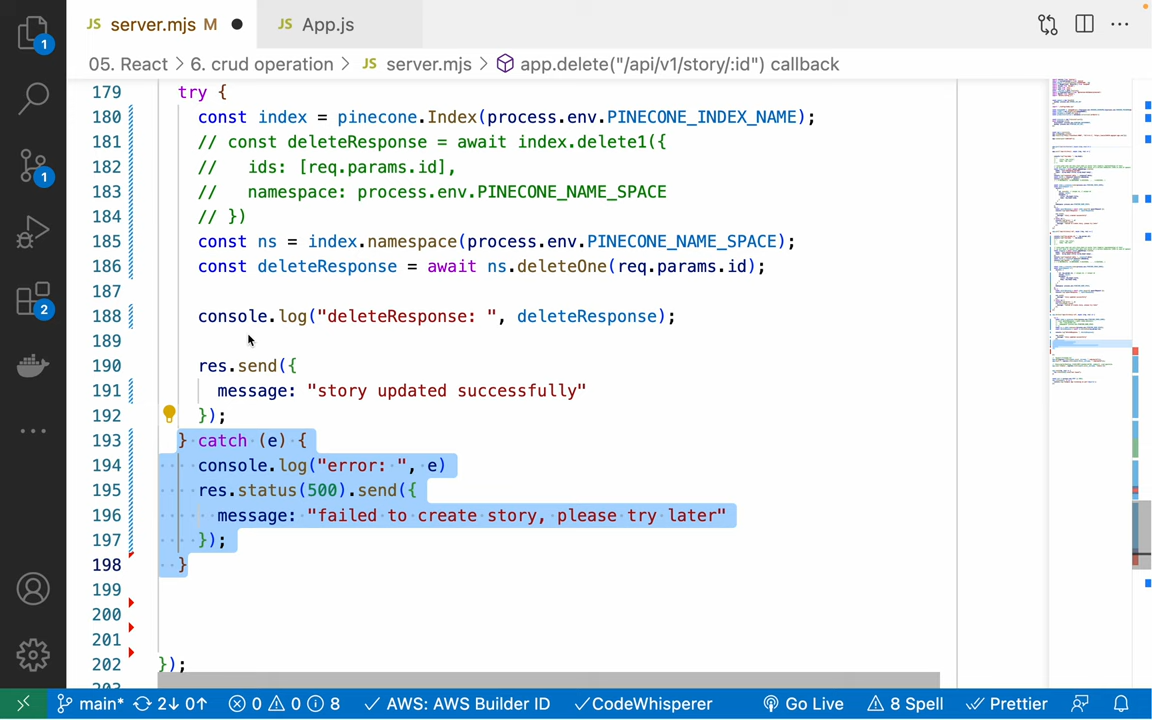 JS server.mjs M ● JS App.js
05. React > 6. crud operation > JS server.mjs > app.delete("/api/v1/story/:id") callback
179 try {
180 const index = pinecone.Index(process.env.PINECONE_INDEX_NAME);
181 // const deleteResponse = await index.delete1({
182 // ids: [req.params.id],
183 // namespace: process.env.PINECONE_NAME_SPACE
184 // })
185 const ns = index.namespace(process.env.PINECONE_NAME_SPACE);
186 const deleteResponse = await ns.deleteOne(req.params.id);
187
188 console.log("deleteResponse: ", deleteResponse);
189
190 res.send({
191 message: "story updated successfully"
192 });
193 } catch (e) {
194 console.log("error: ", e)
195 res.status(500).send({
196 message: "failed to create story, please try later"
197 });
198 }
199
200
201
202 });
1
1
2
main* 2↓ 0↑ 0 0 8 AWS: AWS Builder ID CodeWhisperer Go Live 8 Spell Prettier